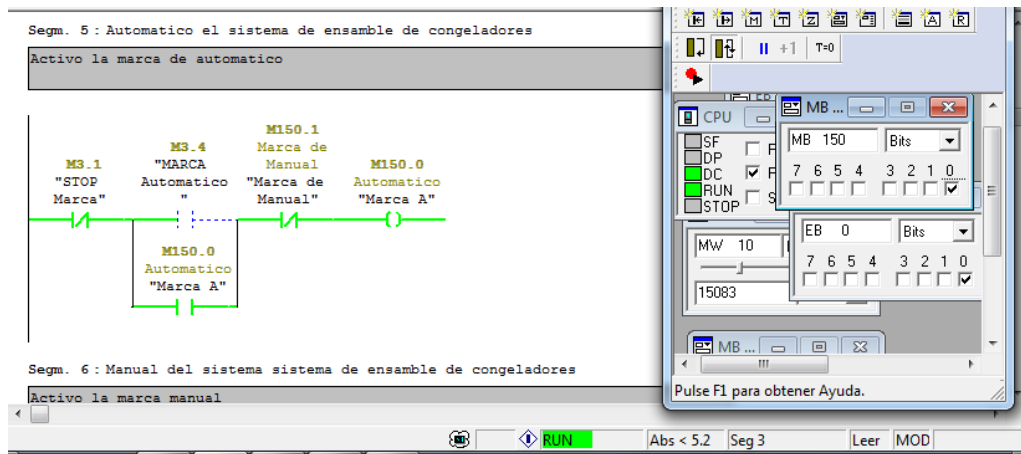 Segm. 5 : Automatico el sistema de ensamble de congeladores
Activo la marca de automatico
M150.1
M3.4 Marca de
M3.1 "MARCA Manual M150.0
"STOP Automatico "Marca de Automatico
Marca" " Manual" "Marca A"
M150.0
Automatico
"Marca A"
Segm. 6 : Manual del sistema sistema de ensamble de congeladores
Activo la marca manual
+1 T=0
CPU
SF
DP
DC
RUN
STOP
MB ...
MB 150 Bits
7 6 5 4 3 2 1 0
EB 0 Bits
7 6 5 4 3 2 1 0
MW 10
15083
MB ...
Pulse F1 para obtener Ayuda.
RUN Abs < 5.2 Seg 3 Leer MOD